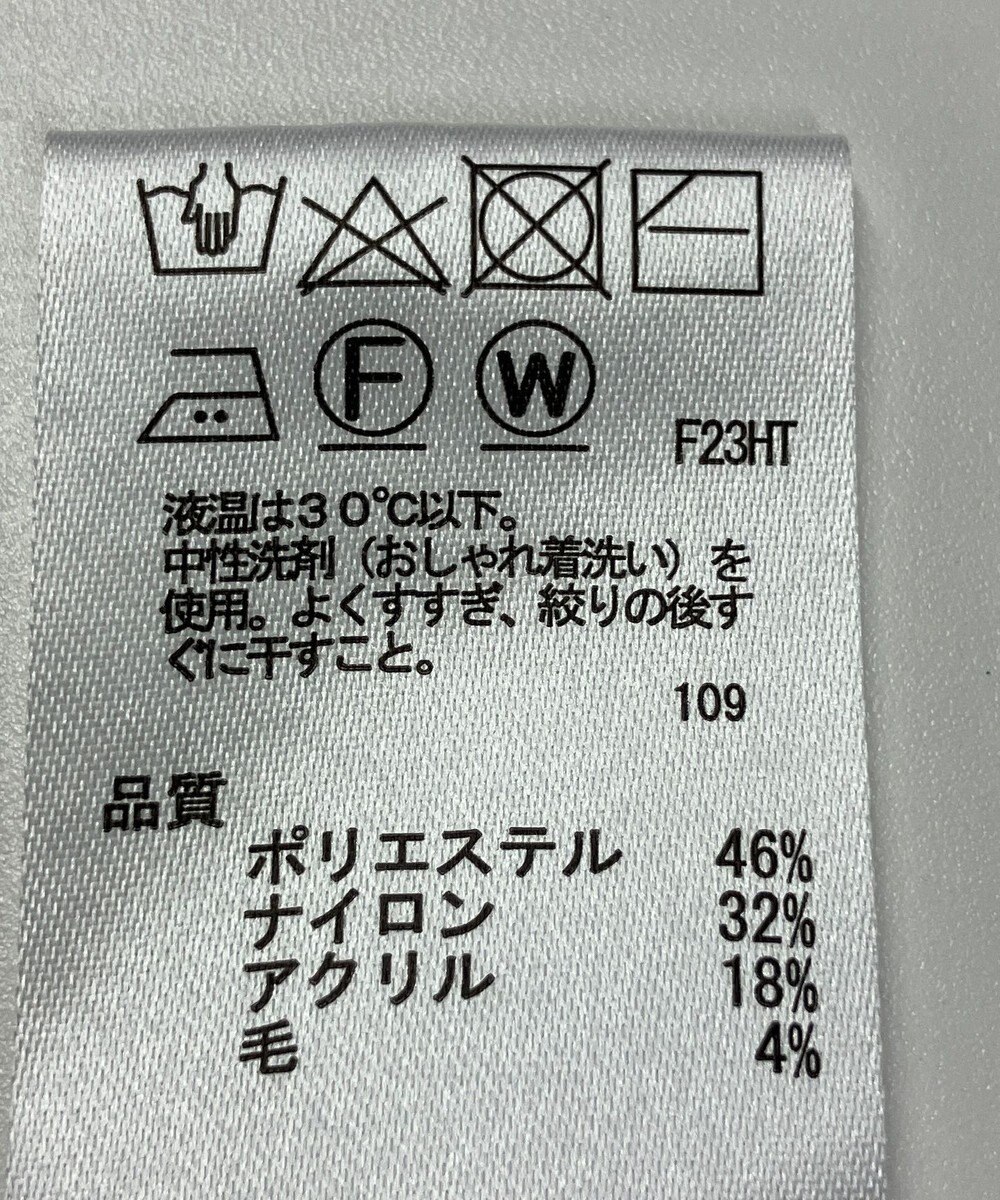 F W
F23HT
液温は３０℃以下。
中性洗剤（おしゃれ着洗い）を
使用。よくすすぎ、絞りの後す
ぐに干すこと。
109
品質
ポリエステル 46%
ナイロン 32%
アクリル 18%
毛 4%